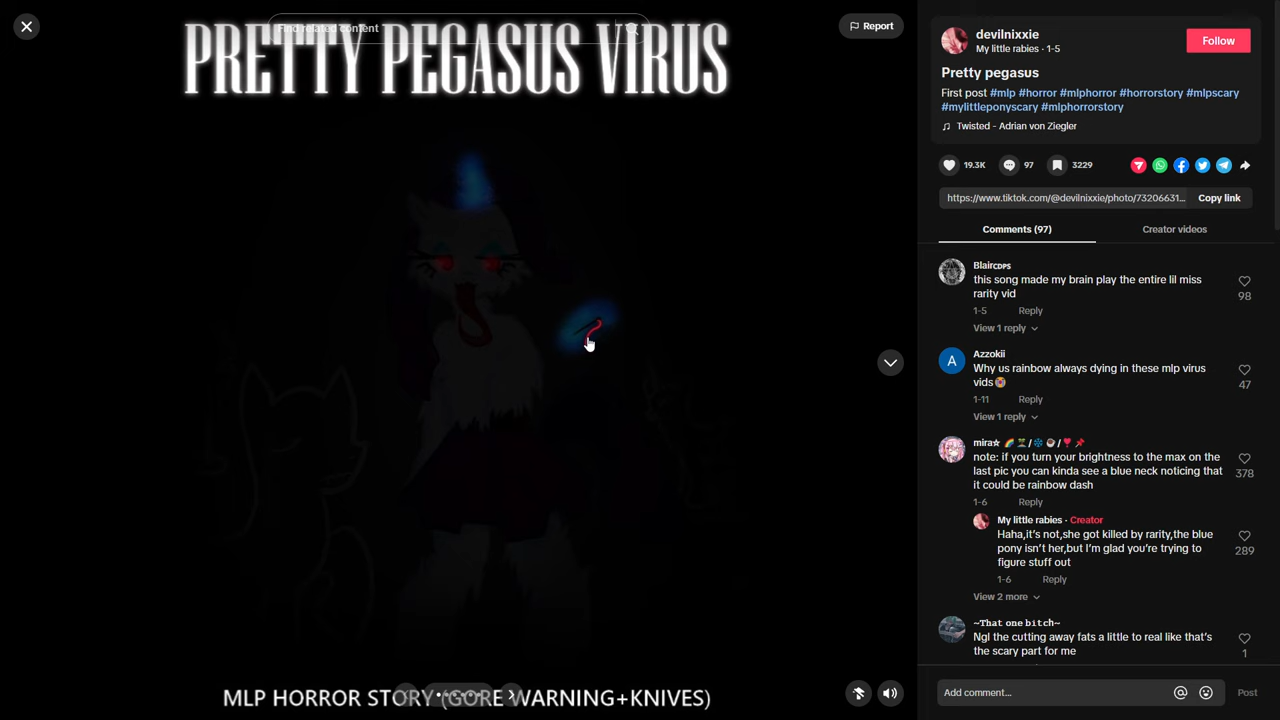 Find related content
PRETTY PEGASUS VIRUS
Report
MLP HORROR STORY (GORE WARNING+KNIVES)
devilnixxie
My little rabies · 1-5
Follow
Pretty pegasus
First post #mlp #horror #mlphorror #horrorstory #mlpscary
#mylittleponyscary #mlphorrorstory
Twisted - Adrian von Ziegler
19.3K
97
3229
https://www.tiktok.com/@devilnixxie/photo/73206631...
Copy link
Comments (97)
Creator videos
Blairᴄᴅᴘs
this song made my brain play the entire lil miss
rarity vid
98
1-5
Reply
View 1 reply
A
Azzokii
Why us rainbow always dying in these mlp virus
vids😭
47
1-11
Reply
View 1 reply
mira
note: if you turn your brightness to the max on the
last pic you can kinda see a blue neck noticing that
it could be rainbow dash
378
1-6
Reply
My little rabies · Creator
Haha,it's not,she got killed by rarity,the blue
pony isn't her,but I'm glad you're trying to
figure stuff out
289
1-6
Reply
View 2 more
~That one bitch~
Ngl the cutting away fats a little to real like that's
the scary part for me
1
Add comment...
Post